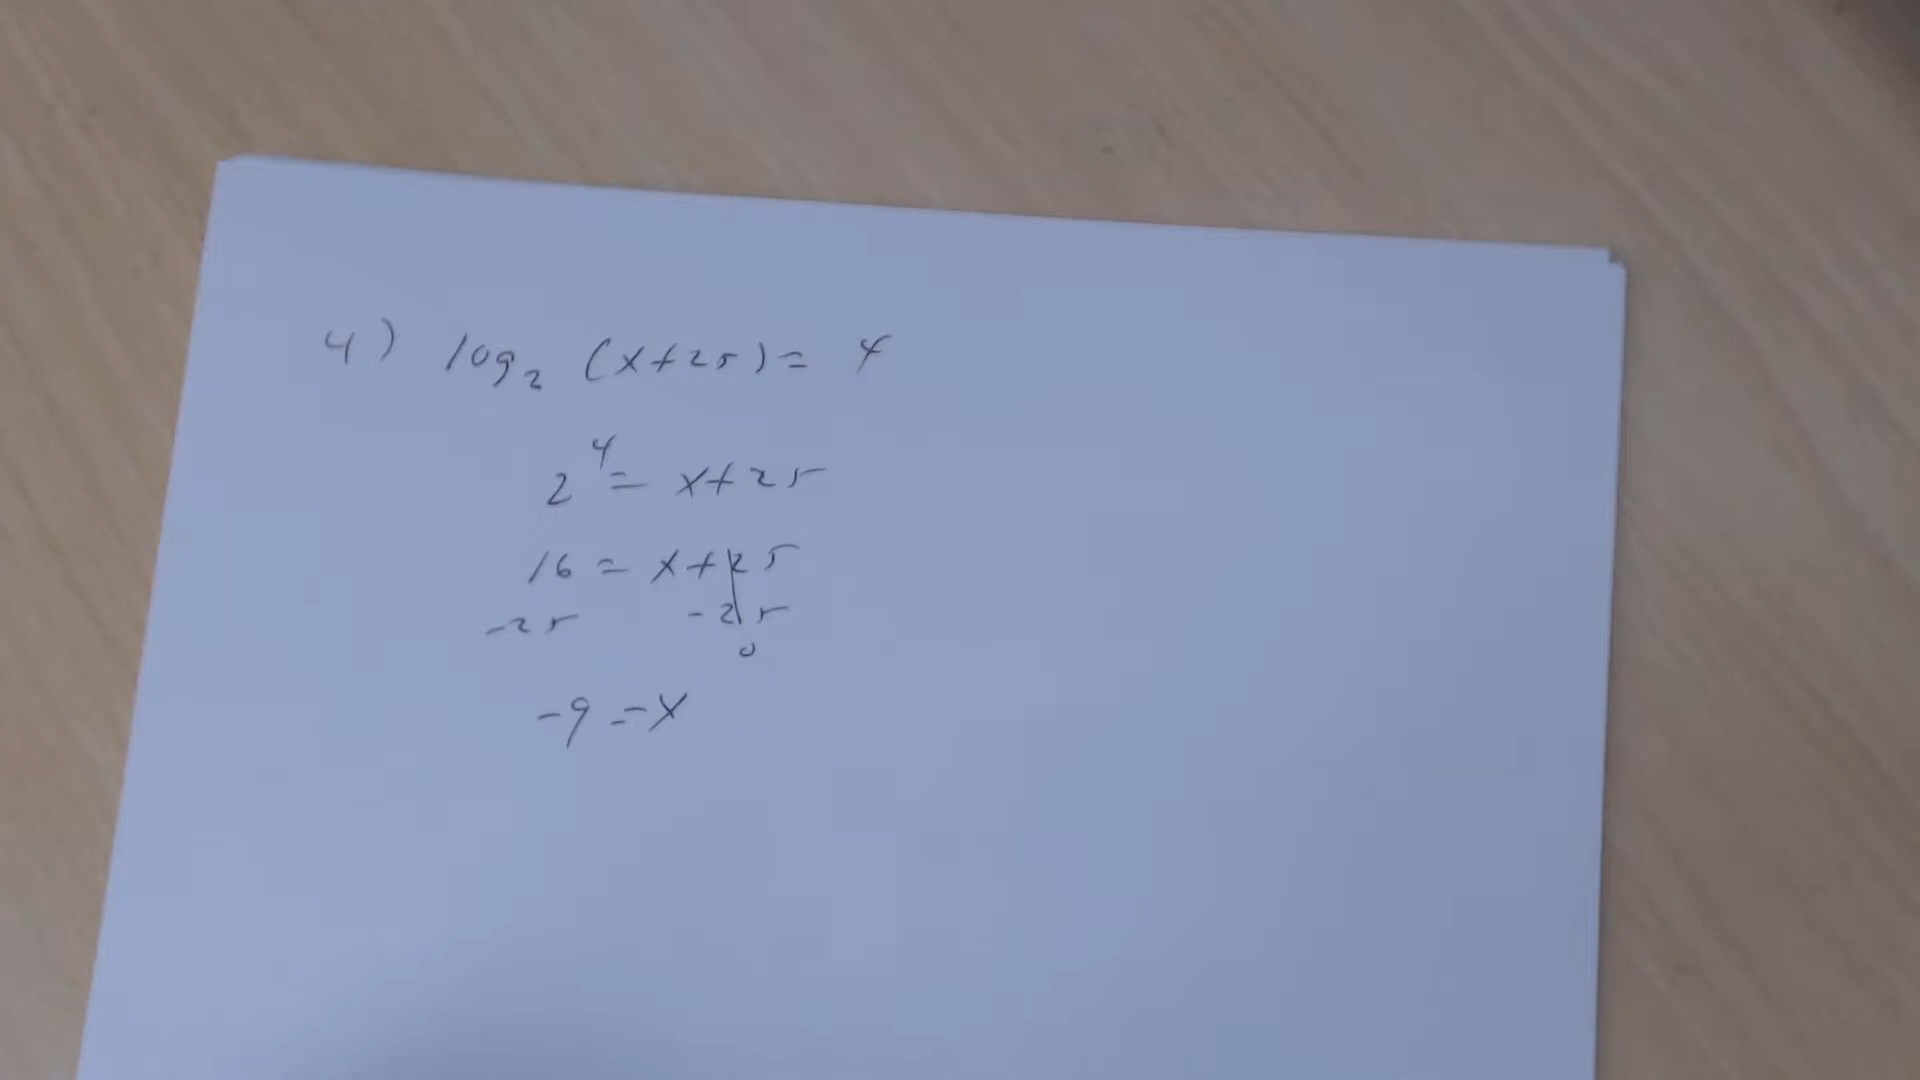 4) log₂ (x+25) = 4
2⁴ = x+25
16 = x+25
-25 -25
0
-9 = x